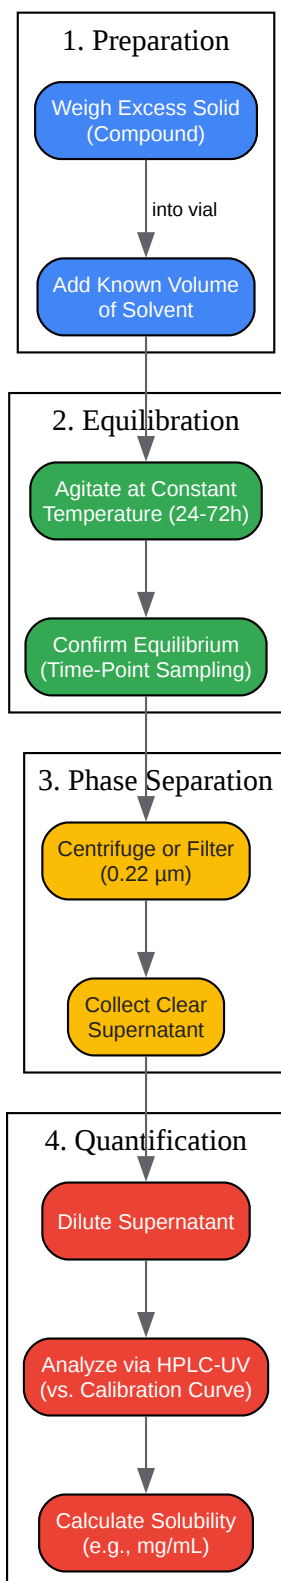 1. Preparation
Weigh Excess Solid
(Compound)
into vial
Add Known Volume
of Solvent
2. Equilibration
Agitate at Constant
Temperature (24-72h)
Confirm Equilibrium
(Time-Point Sampling)
3. Phase Separation
Centrifuge or Filter
(0.22 µm)
Collect Clear
Supernatant
4. Quantification
Dilute Supernatant
Analyze via HPLC-UV
(vs. Calibration Curve)
Calculate Solubility
(e.g., mg/mL)